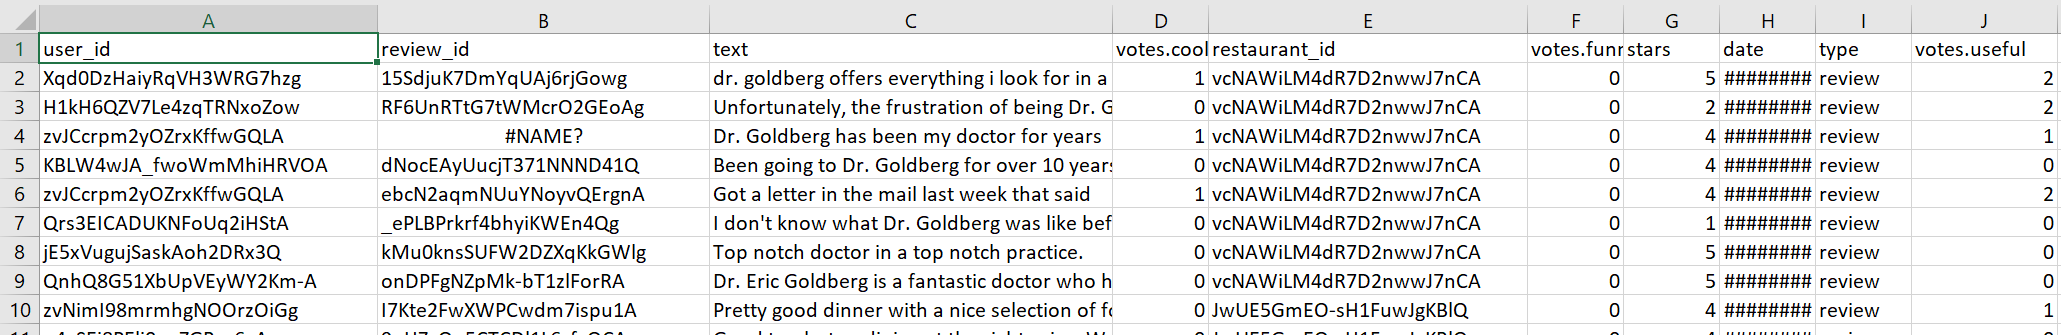 A B C D E F G H I J
1 user_id review_id text votes.cool restaurant_id votes.funr stars date type votes.useful
2 Xqd0DzHaiyRqVH3WRG7hzg 15SdjuK7DmYqUAj6rjGowg dr. goldberg offers everything i look for in a 1 vcNAWiLM4dR7D2nwwJ7nCA 0 5 ######## review 2
3 H1kH6QZV7Le4zqTRNxoZow RF6UnRTtG7tWMcrO2GEoAg Unfortunately, the frustration of being Dr. G 0 vcNAWiLM4dR7D2nwwJ7nCA 0 2 ######## review 2
4 zvJCcrpm2yOZrxKffwGQLA #NAME? Dr. Goldberg has been my doctor for years 1 vcNAWiLM4dR7D2nwwJ7nCA 0 4 ######## review 1
5 KBLW4wJA_fwoWmMhiHRVOA dNocEAyUucjT371NNND41Q Been going to Dr. Goldberg for over 10 years 0 vcNAWiLM4dR7D2nwwJ7nCA 0 4 ######## review 0
6 zvJCcrpm2yOZrxKffwGQLA ebcN2aqmNUuYNoyvQErgnA Got a letter in the mail last week that said 1 vcNAWiLM4dR7D2nwwJ7nCA 0 4 ######## review 2
7 Qrs3EICADUKNFoUq2iHStA _ePLBPrkrf4bhyiKWEn4Qg I don't know what Dr. Goldberg was like bef 0 vcNAWiLM4dR7D2nwwJ7nCA 0 1 ######## review 0
8 jE5xVugujSaskAoh2DRx3Q kMu0knsSUFW2DZXqKkGWlg Top notch doctor in a top notch practice. 0 vcNAWiLM4dR7D2nwwJ7nCA 0 5 ######## review 0
9 QnhQ8G51XbUpVEyWY2Km-A onDPFgNZpMk-bT1zlForRA Dr. Eric Goldberg is a fantastic doctor who h 0 vcNAWiLM4dR7D2nwwJ7nCA 0 5 ######## review 0
10 zvNimI98mrmhgNOOrzOiGg I7Kte2FwXWPCwdm7ispu1A Pretty good dinner with a nice selection of fo 0 JwUE5GmEO-sH1FuwJgKBlQ 0 4 ######## review 1